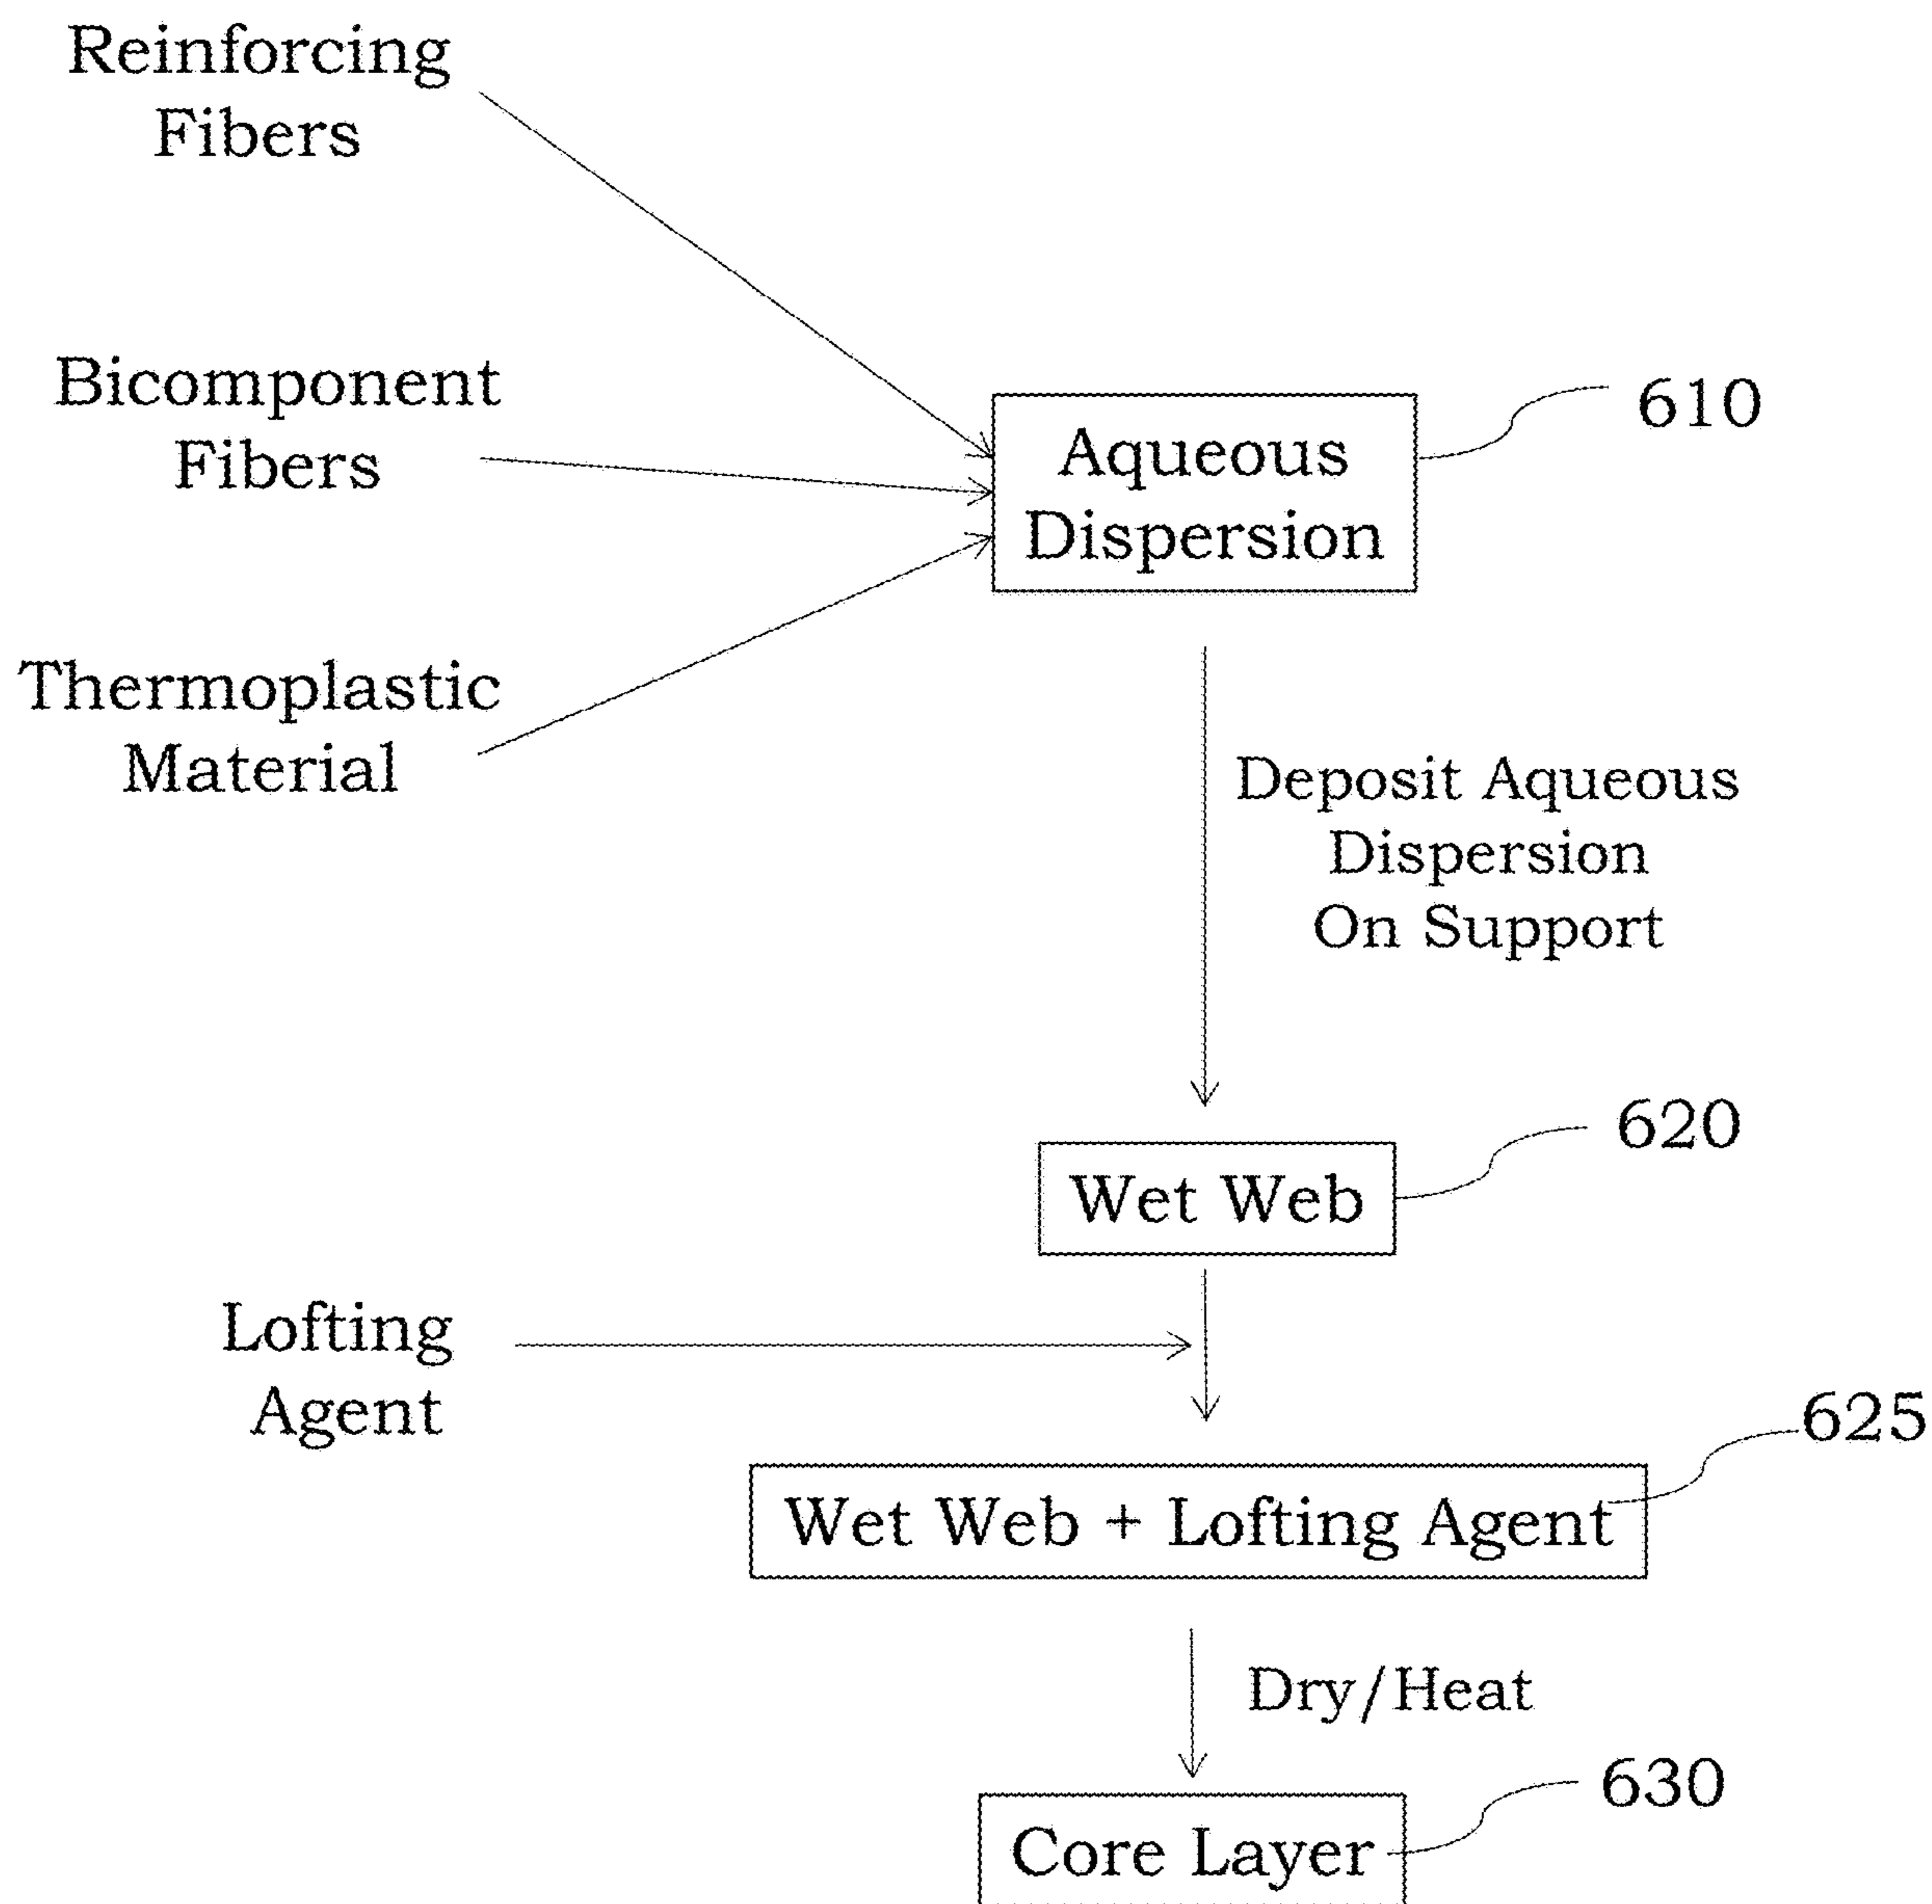 Reinforcing
Fibers
Bicomponent
Fibers
610
Aqueous
Dispersion
Thermoplastic
Material
Deposit Aqueous
Dispersion
On Support
620
Wet Web
Lofting
Agent
625
Wet Web + Lofting Agent
Dry/Heat
630
Core Layer